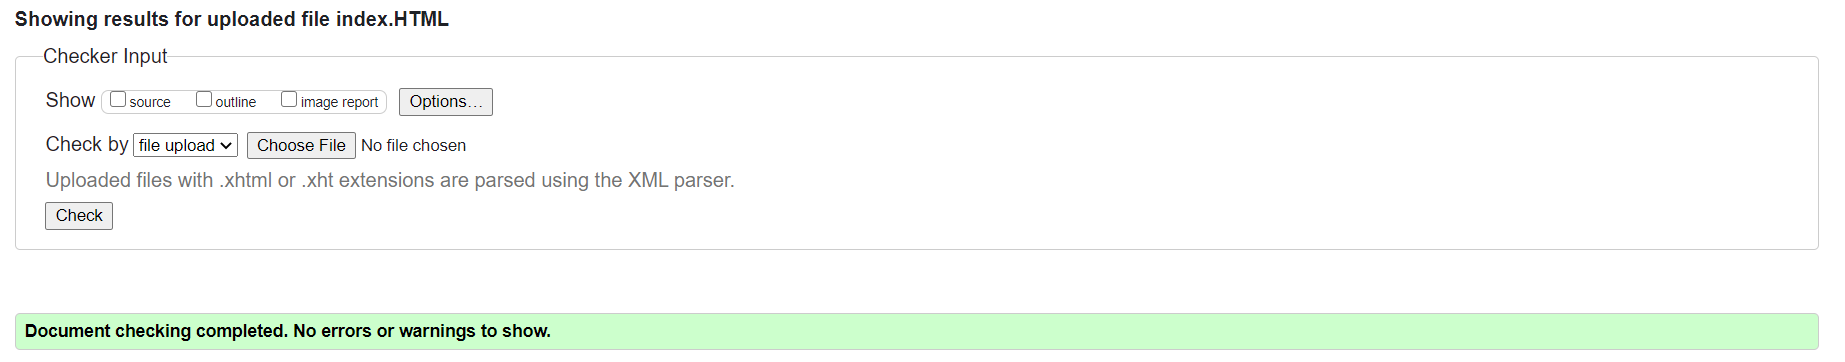 Showing results for uploaded file index.HTML
Checker Input
Show source outline image report Options...
Check by file upload Choose File No file chosen
Uploaded files with .xhtml or .xht extensions are parsed using the XML parser.
Check
Document checking completed. No errors or warnings to show.